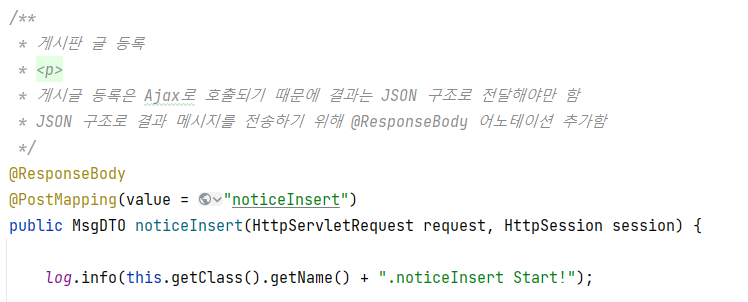 /**
 * 게시판 글 등록
 * <p>
 * 게시글 등록은 Ajax로 호출되기 때문에 결과는 JSON 구조로 전달해야만 함
 * JSON 구조로 결과 메시지를 전송하기 위해 @ResponseBody 어노테이션 추가함
 */
@ResponseBody
@PostMapping(value = "noticeInsert")
public MsgDTO noticeInsert(HttpServletRequest request, HttpSession session) {
    log.info(this.getClass().getName() + ".noticeInsert Start!");